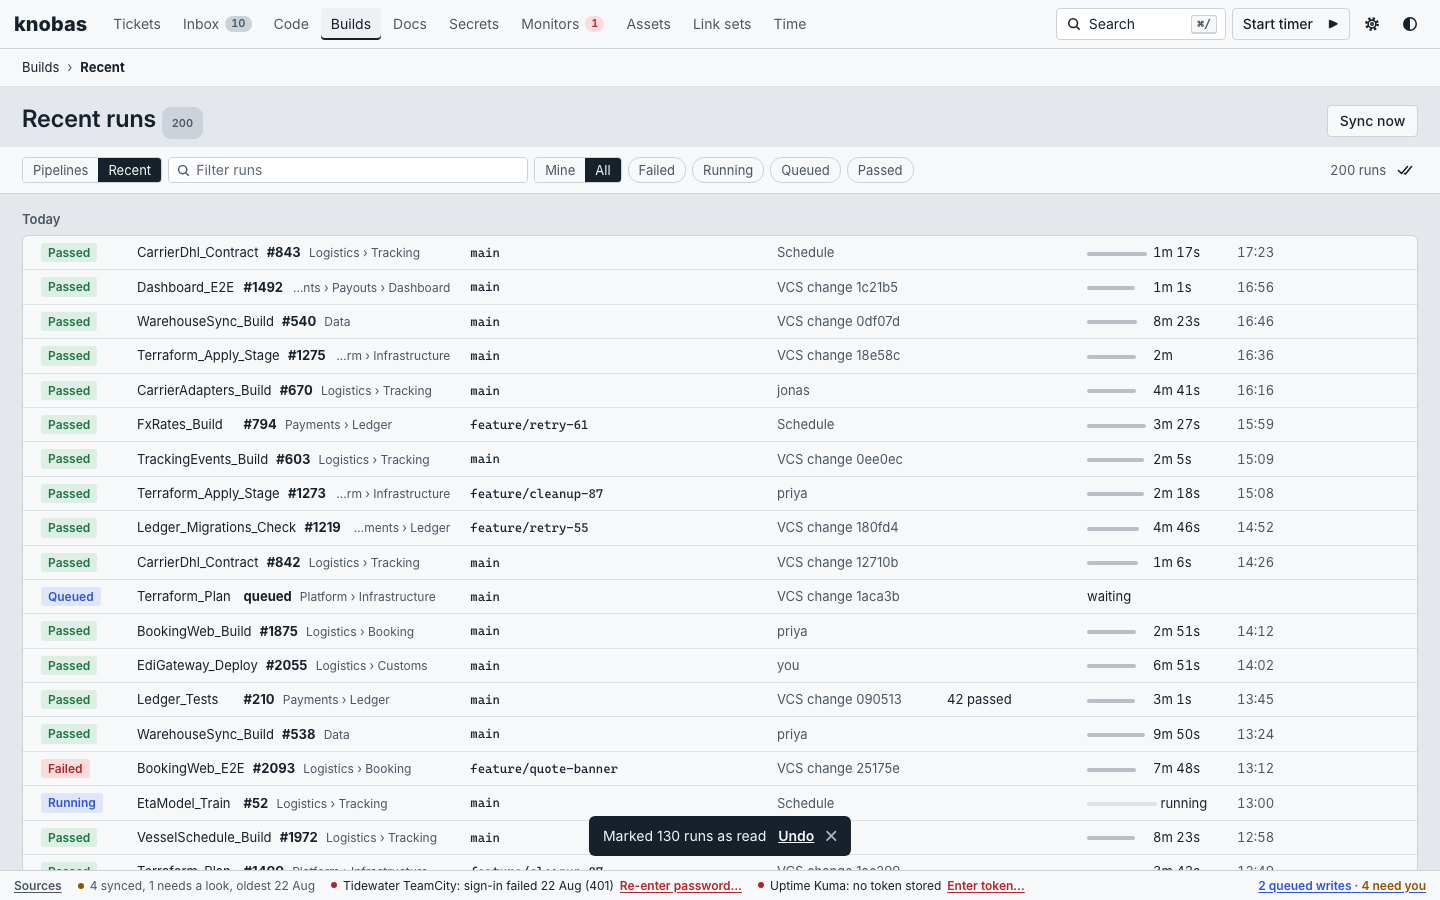 knobas Tickets Inbox 10 Code Builds Docs Secrets Monitors 1 Assets Link sets Time Search ⌘/ Start timer
Builds › Recent
Recent runs 200 Sync now
Pipelines Recent Filter runs Mine All Failed Running Queued Passed 200 runs
Today
Passed CarrierDhl_Contract #843 Logistics › Tracking main Schedule 1m 17s 17:23
Passed Dashboard_E2E #1492 …nts › Payouts › Dashboard main VCS change 1c21b5 1m 1s 16:56
Passed WarehouseSync_Build #540 Data main VCS change 0df07d 8m 23s 16:46
Passed Terraform_Apply_Stage #1275 …rm › Infrastructure main VCS change 18e58c 2m 16:36
Passed CarrierAdapters_Build #670 Logistics › Tracking main jonas 4m 41s 16:16
Passed FxRates_Build #794 Payments › Ledger feature/retry-61 Schedule 3m 27s 15:59
Passed TrackingEvents_Build #603 Logistics › Tracking main VCS change 0ee0ec 2m 5s 15:09
Passed Terraform_Apply_Stage #1273 …rm › Infrastructure feature/cleanup-87 priya 2m 18s 15:08
Passed Ledger_Migrations_Check #1219 …ments › Ledger feature/retry-55 VCS change 180fd4 4m 46s 14:52
Passed CarrierDhl_Contract #842 Logistics › Tracking main VCS change 12710b 1m 6s 14:26
Queued Terraform_Plan queued Platform › Infrastructure main VCS change 1aca3b waiting
Passed BookingWeb_Build #1875 Logistics › Booking main priya 2m 51s 14:12
Passed EdiGateway_Deploy #2055 Logistics › Customs main you 6m 51s 14:02
Passed Ledger_Tests #210 Payments › Ledger main VCS change 090513 42 passed 3m 1s 13:45
Passed WarehouseSync_Build #538 Data main priya 9m 50s 13:24
Failed BookingWeb_E2E #2093 Logistics › Booking feature/quote-banner VCS change 25175e 7m 48s 13:12
Running EtaModel_Train #52 Logistics › Tracking main Schedule running 13:00
Passed VesselSchedule_Build #1972 Logistics › Tracking main 8m 23s 12:58
Marked 130 runs as read Undo
Sources 4 synced, 1 needs a look, oldest 22 Aug Tidewater TeamCity: sign-in failed 22 Aug (401) Re-enter password… Uptime Kuma: no token stored Enter token… 2 queued writes · 4 need you